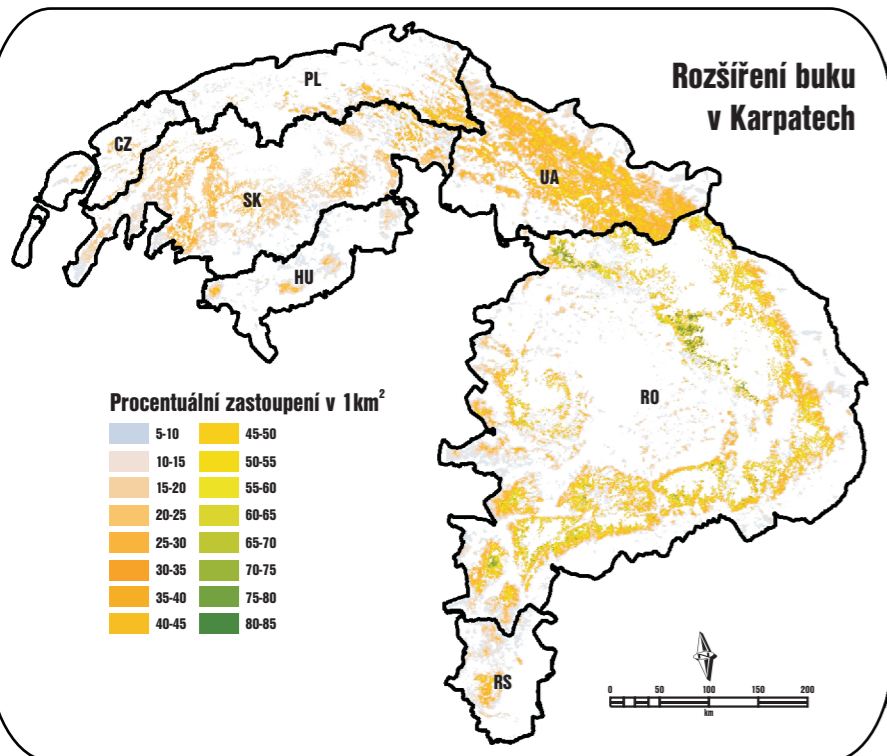 Rozšíření buku
v Karpatech
PL
CZ
SK
UA
HU
RO
RS
Procentuální zastoupení v 1km²
5-10
10-15
15-20
20-25
25-30
30-35
35-40
40-45
45-50
50-55
55-60
60-65
65-70
70-75
75-80
80-85
0 50 100 150 200
km